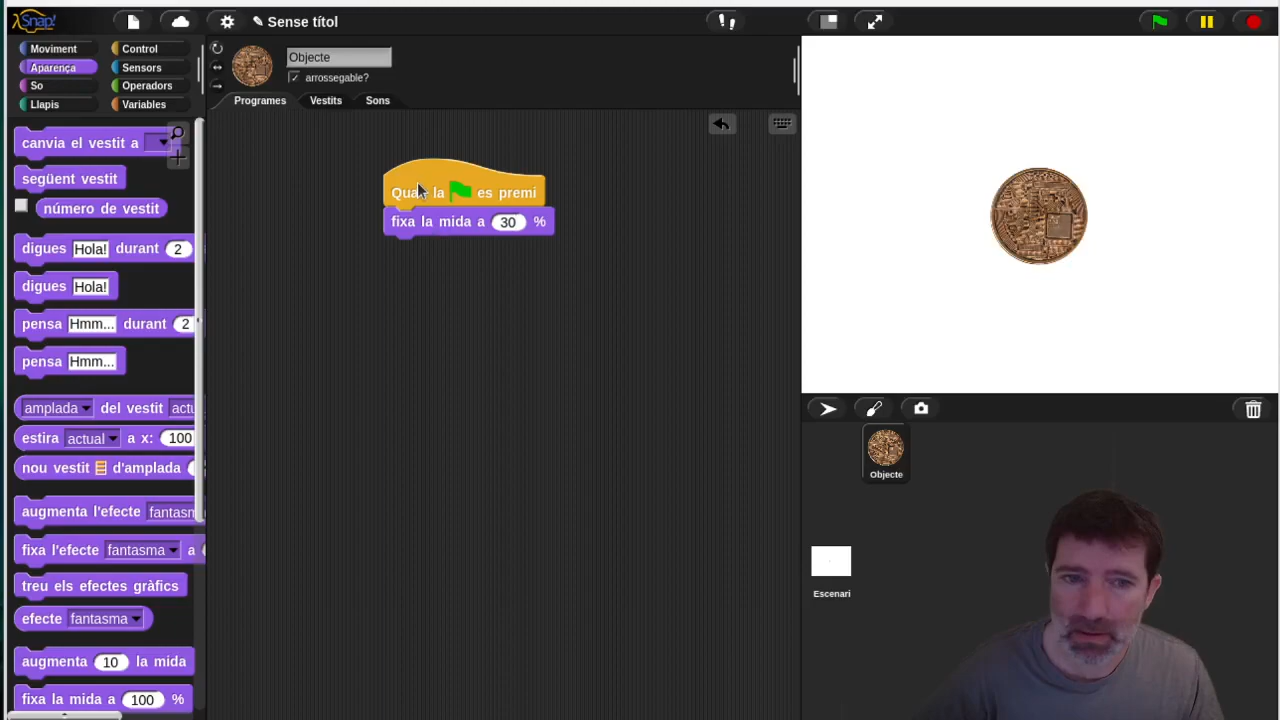 Snap!
Sense títol
Moviment
Control
Aparença
Sensors
So
Operadors
Llapis
Variables
Objecte
arrossegable?
Programes
Vestits
Sons
canvia el vestit a
següent vestit
número de vestit
digues Hola! durant 2
digues Hola!
pensa Hmm... durant 2
pensa Hmm...
amplada del vestit actu
estira actual a x: 100
nou vestit d'amplada
augmenta l'efecte fantasm
fixa l'efecte fantasma a
treu els efectes gràfics
efecte fantasma
augmenta 10 la mida
fixa la mida a 100 %
la es premi
fixa la mida a 30 %
Objecte
Escenari